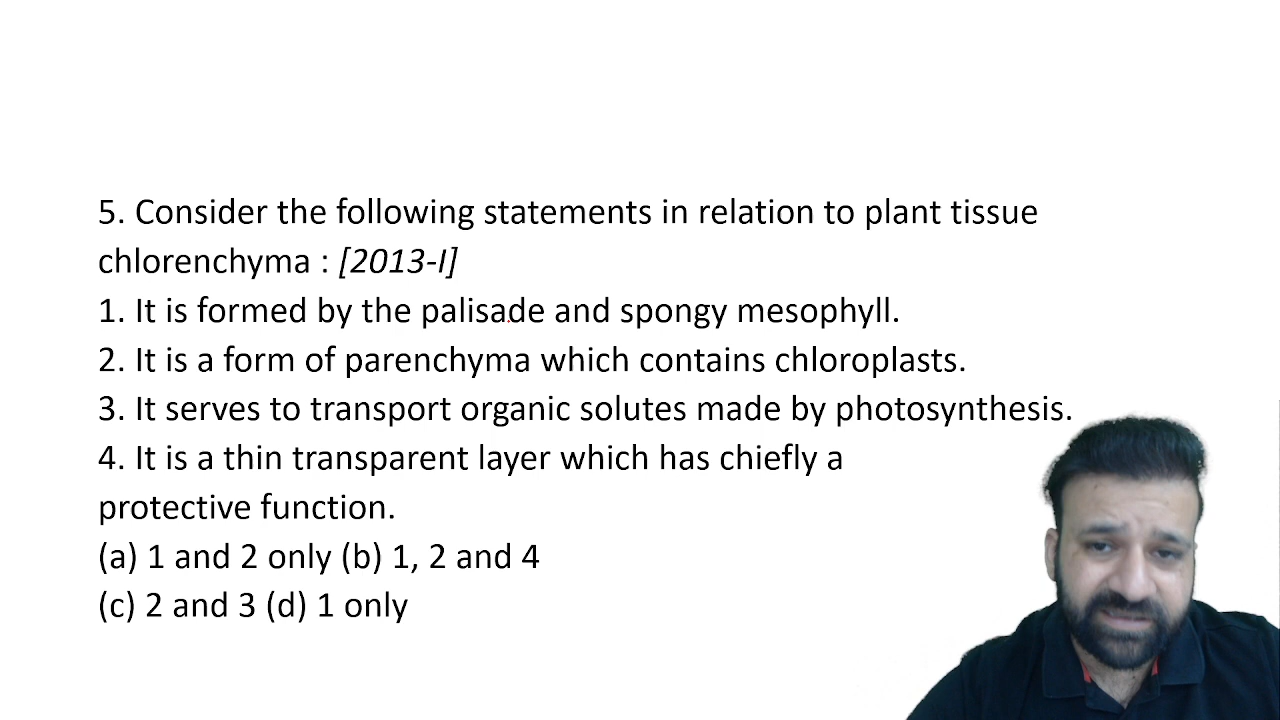 5. Consider the following statements in relation to plant tissue
chlorenchyma : [2013-I]
1. It is formed by the palisade and spongy mesophyll.
2. It is a form of parenchyma which contains chloroplasts.
3. It serves to transport organic solutes made by photosynthesis.
4. It is a thin transparent layer which has chiefly a
protective function.
(a) 1 and 2 only (b) 1, 2 and 4
(c) 2 and 3 (d) 1 only